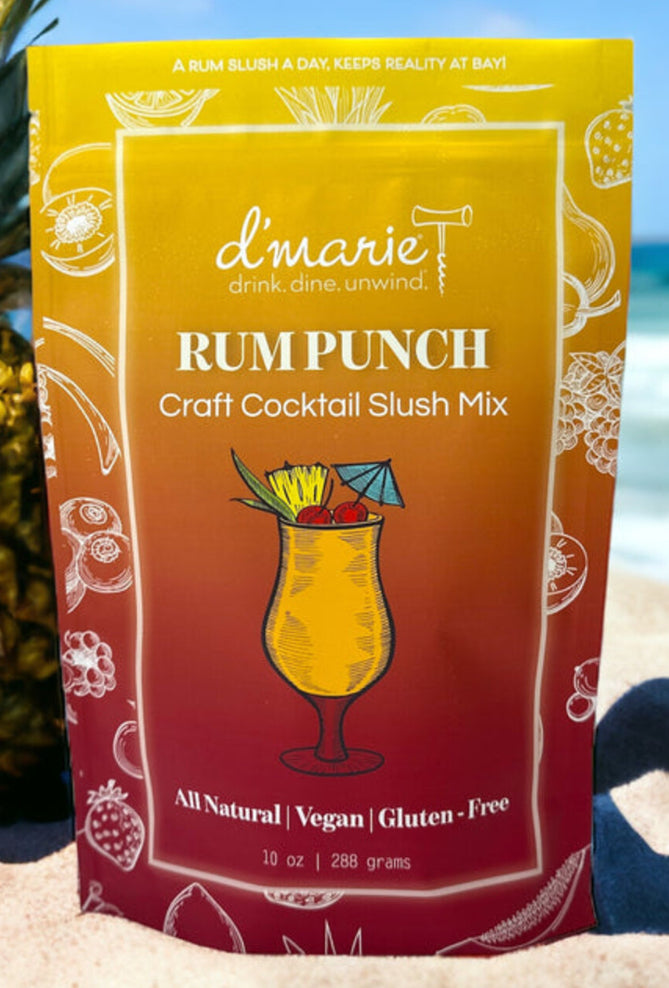 A RUM SLUSH A DAY, KEEPS REALITY AT BAY!
d'marie
drink. dine. unwind.
RUM PUNCH
Craft Cocktail Slush Mix
All Natural | Vegan | Gluten-Free
10 oz | 288 grams